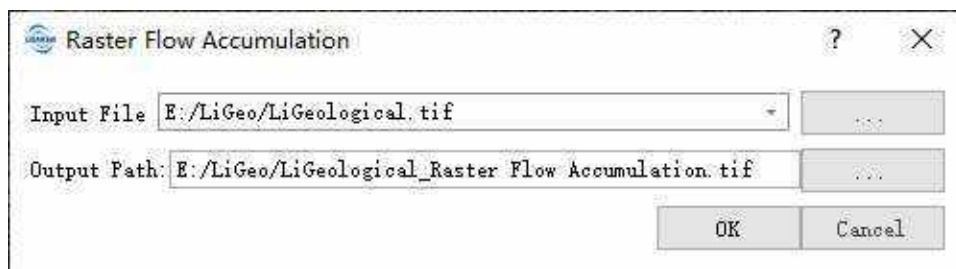 Raster Flow Accumulation ?
Input File E:/LiGeo/LiGeological.tif ...
Output Path: E:/LiGeo/LiGeological_Raster Flow Accumulation.tif ...
OK Cancel